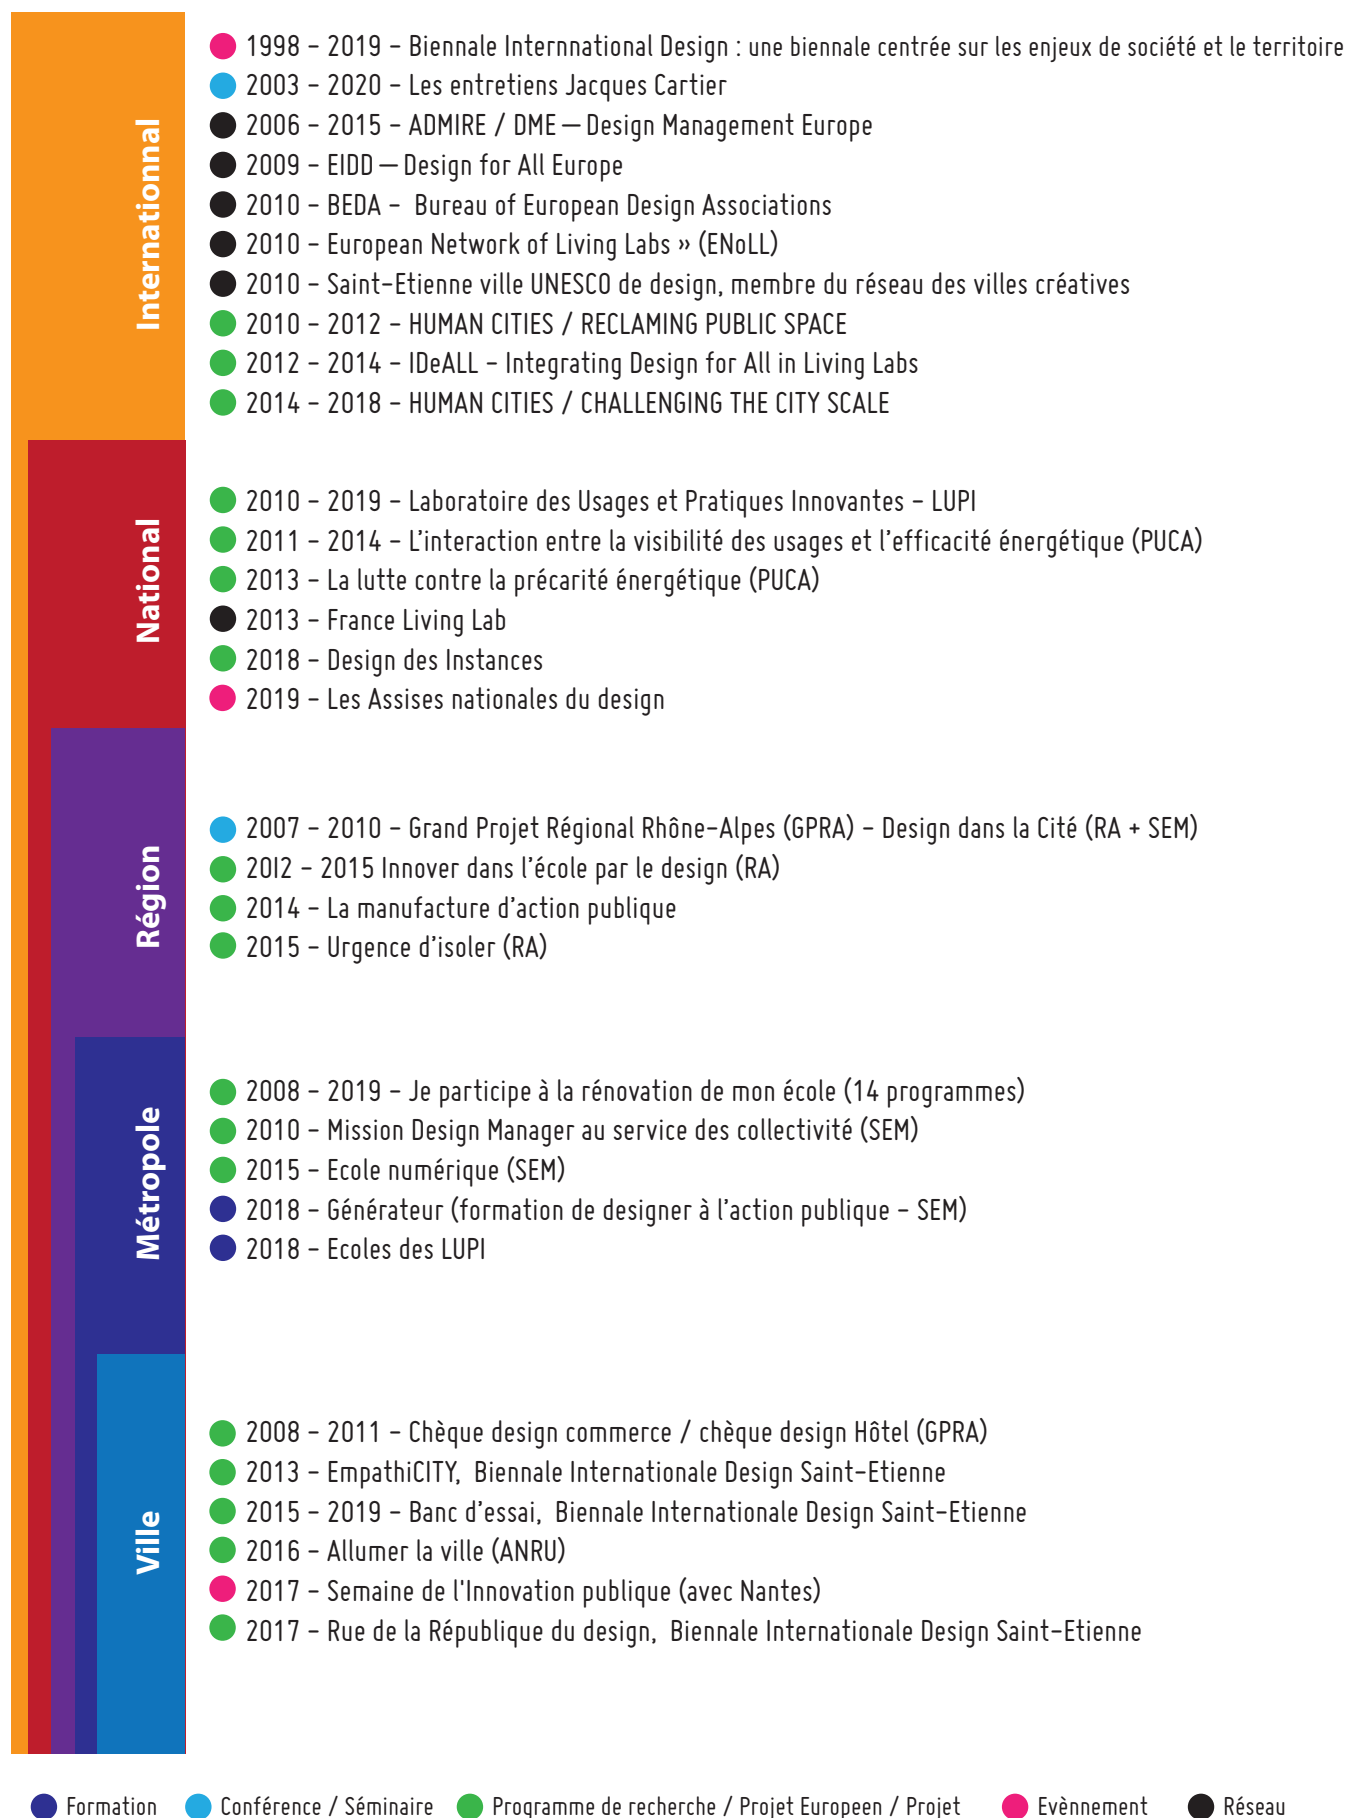 Internationnal
1998 - 2019 - Biennale Internnational Design : une biennale centrée sur les enjeux de société et le territoire
2003 - 2020 - Les entretiens Jacques Cartier
2006 - 2015 - ADMIRE / DME — Design Management Europe
2009 - EIDD — Design for All Europe
2010 - BEDA - Bureau of European Design Associations
2010 - European Network of Living Labs » (ENoLL)
2010 - Saint-Etienne ville UNESCO de design, membre du réseau des villes créatives
2010 - 2012 - HUMAN CITIES / RECLAMING PUBLIC SPACE
2012 - 2014 - IDeALL - Integrating Design for All in Living Labs
2014 - 2018 - HUMAN CITIES / CHALLENGING THE CITY SCALE
National
2010 - 2019 - Laboratoire des Usages et Pratiques Innovantes - LUPI
2011 - 2014 - L’interaction entre la visibilité des usages et l’efficacité énergétique (PUCA)
2013 - La lutte contre la précarité énergétique (PUCA)
2013 - France Living Lab
2018 - Design des Instances
2019 - Les Assises nationales du design
Région
2007 - 2010 - Grand Projet Régional Rhône-Alpes (GPRA) - Design dans la Cité (RA + SEM)
20I2 - 2015 Innover dans l’école par le design (RA)
2014 - La manufacture d’action publique
2015 - Urgence d’isoler (RA)
Métropole
2008 - 2019 - Je participe à la rénovation de mon école (14 programmes)
2010 - Mission Design Manager au service des collectivité (SEM)
2015 - Ecole numérique (SEM)
2018 - Générateur (formation de designer à l’action publique - SEM)
2018 - Ecoles des LUPI
Ville
2008 - 2011 - Chèque design commerce / chèque design Hôtel (GPRA)
2013 - EmpathiCITY, Biennale Internationale Design Saint-Etienne
2015 - 2019 - Banc d’essai, Biennale Internationale Design Saint-Etienne
2016 - Allumer la ville (ANRU)
2017 - Semaine de l'Innovation publique (avec Nantes)
2017 - Rue de la République du design, Biennale Internationale Design Saint-Etienne
Formation Conférence / Séminaire Programme de recherche / Projet Europeen / Projet Evènnement Réseau